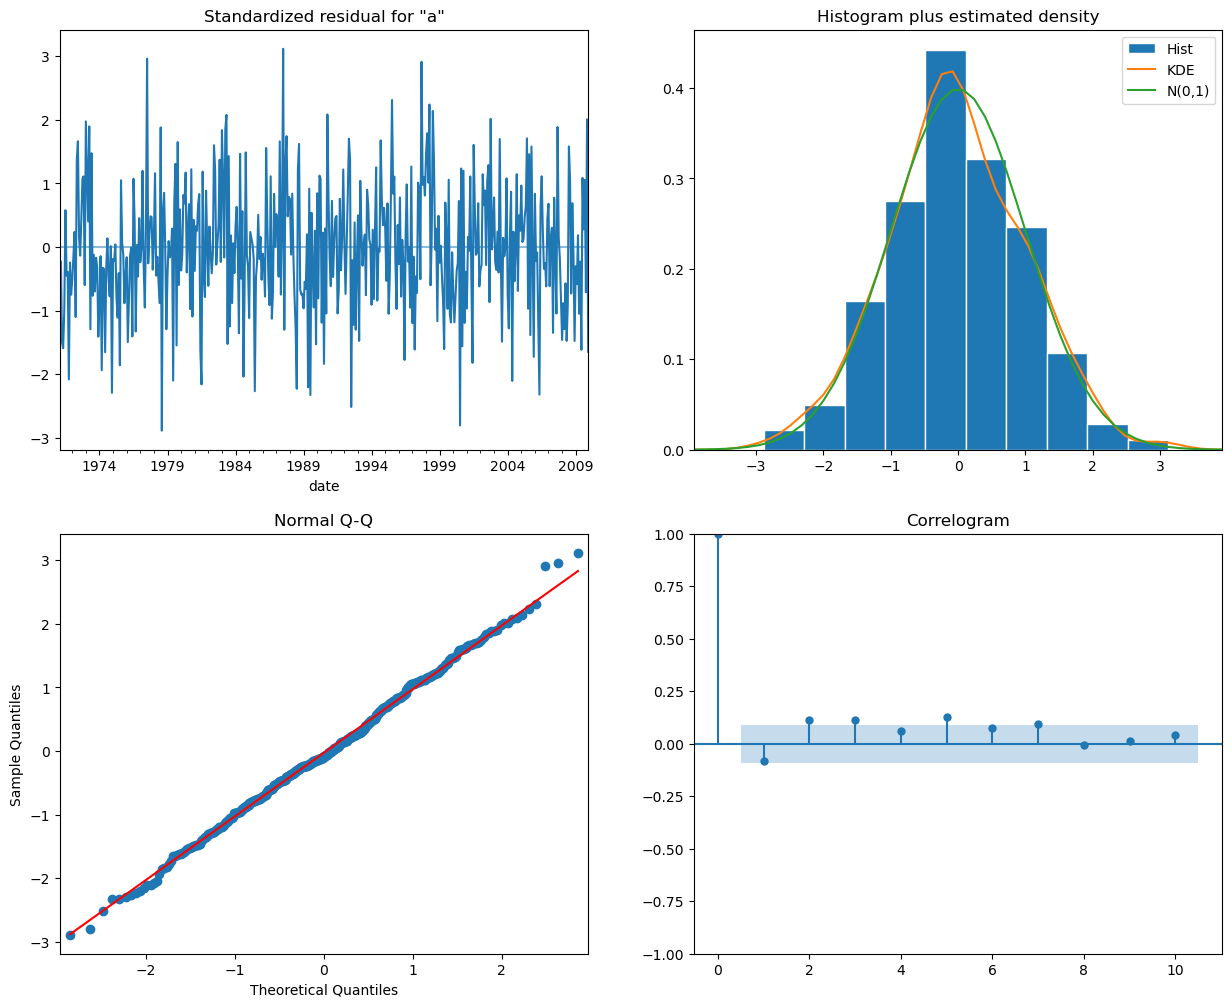 Standardized residual for "a"
3
2
1
0
−1
−2
−3
1974 1979 1984 1989 1994 1999 2004 2009
date
Histogram plus estimated density
Hist
KDE
N(0,1)
0.4
0.3
0.2
0.1
0.0
−3 −2 −1 0 1 2 3
Normal Q-Q
Sample Quantiles
3
2
1
0
−1
−2
−3
−2 −1 0 1 2
Theoretical Quantiles
Correlogram
1.00
0.75
0.50
0.25
0.00
−0.25
−0.50
−0.75
−1.00
0 2 4 6 8 10